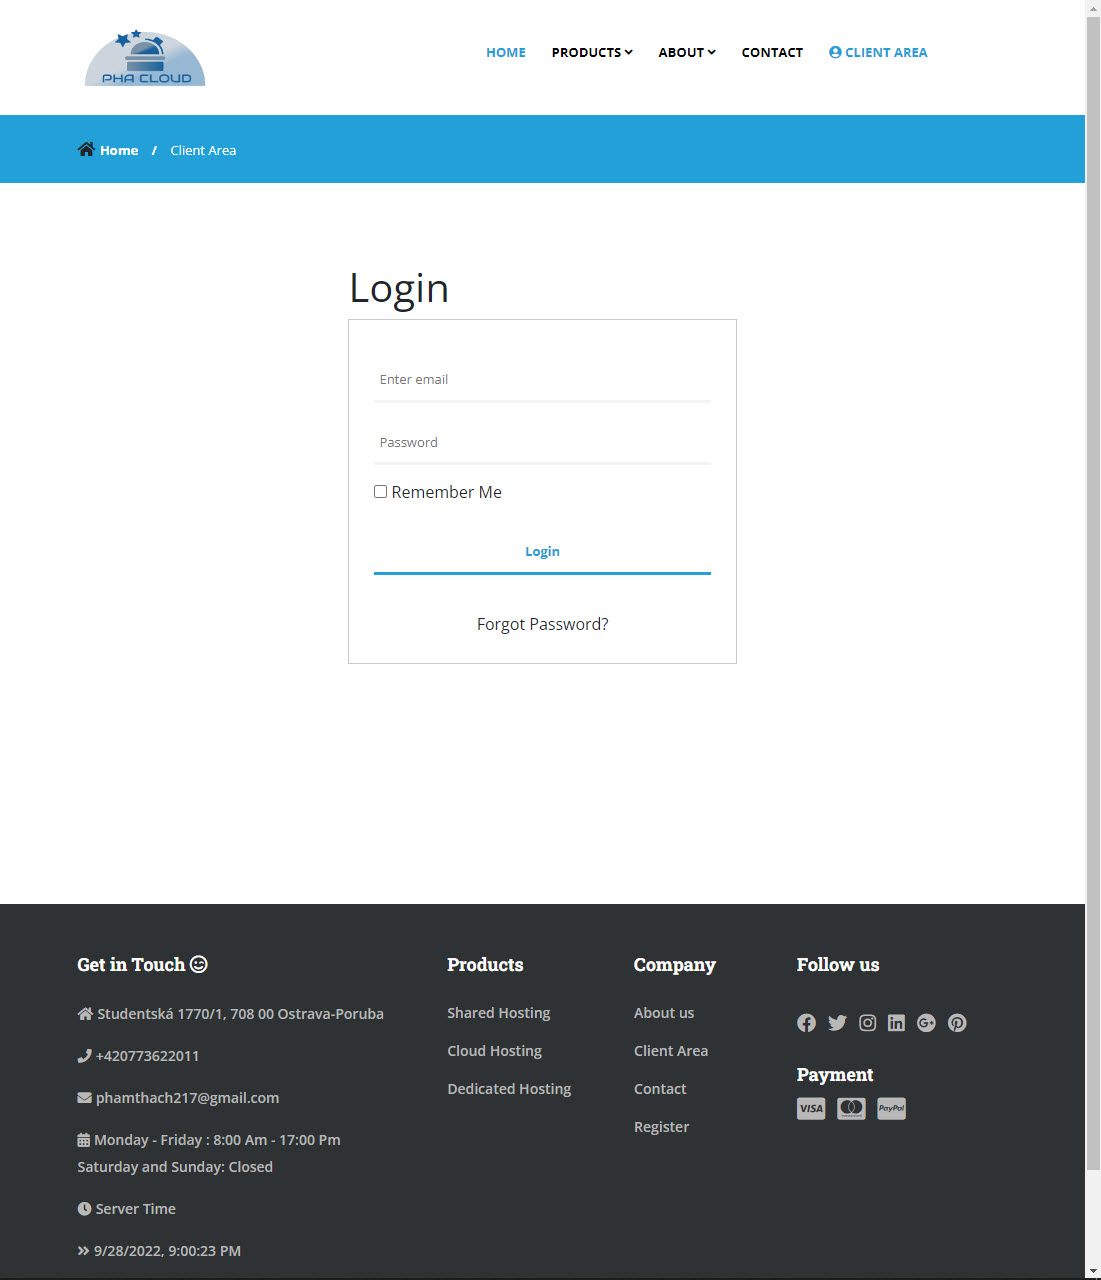 PHA CLOUD
HOME PRODUCTS ABOUT CONTACT CLIENT AREA
Home / Client Area
Login
Enter email
Password
Remember Me
Login
Forgot Password?
Get in Touch
Studentská 1770/1, 708 00 Ostrava-Poruba
+420773622011
phamthach217@gmail.com
Monday - Friday : 8:00 Am - 17:00 Pm
Saturday and Sunday: Closed
Server Time
9/28/2022, 9:00:23 PM
Products
Shared Hosting
Cloud Hosting
Dedicated Hosting
Company
About us
Client Area
Contact
Register
Follow us
Payment
VISA PayPal